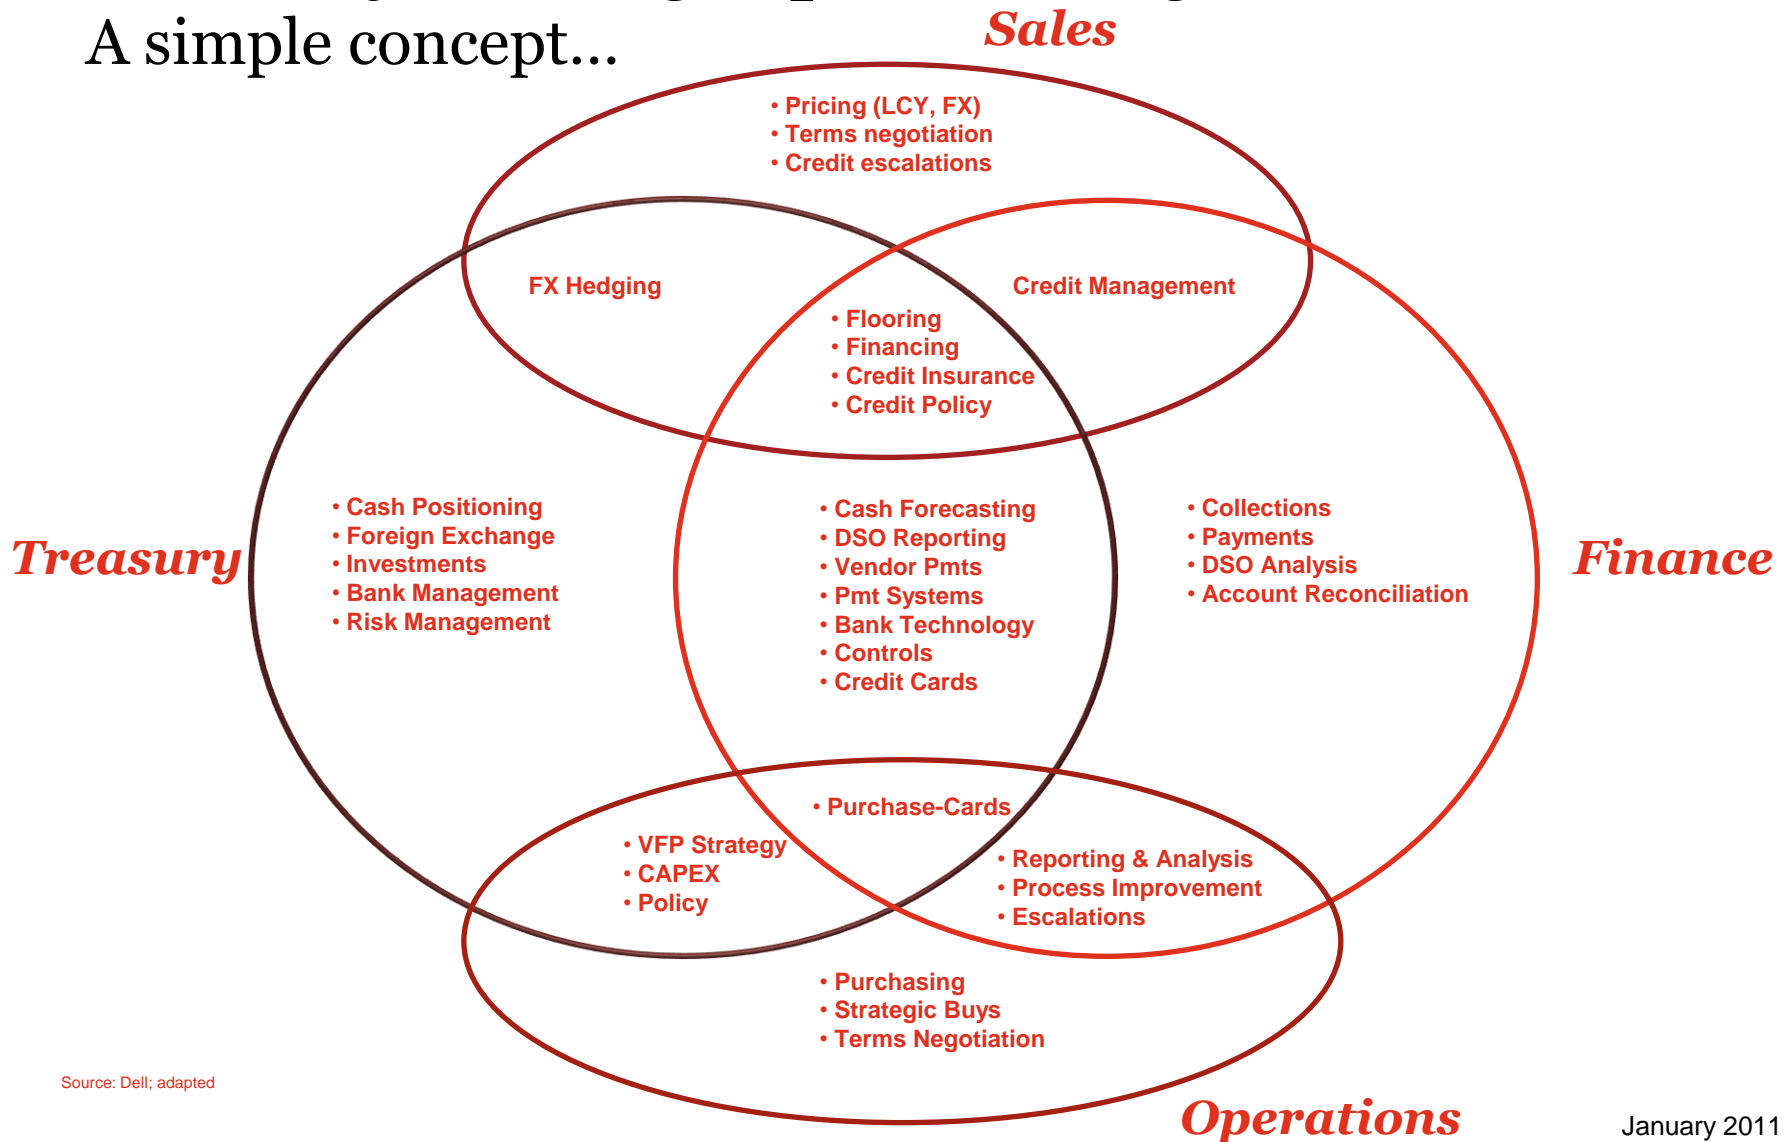 A simple concept...
Sales
• Pricing (LCY, FX)
• Terms negotiation
• Credit escalations
FX Hedging
Credit Management
• Flooring
• Financing
• Credit Insurance
• Credit Policy
Treasury
• Cash Positioning
• Foreign Exchange
• Investments
• Bank Management
• Risk Management
• Cash Forecasting
• DSO Reporting
• Vendor Pmts
• Pmt Systems
• Bank Technology
• Controls
• Credit Cards
• Collections
• Payments
• DSO Analysis
• Account Reconciliation
Finance
• Purchase-Cards
• VFP Strategy
• CAPEX
• Policy
• Reporting & Analysis
• Process Improvement
• Escalations
• Purchasing
• Strategic Buys
• Terms Negotiation
Source: Dell; adapted
Operations
January 2011